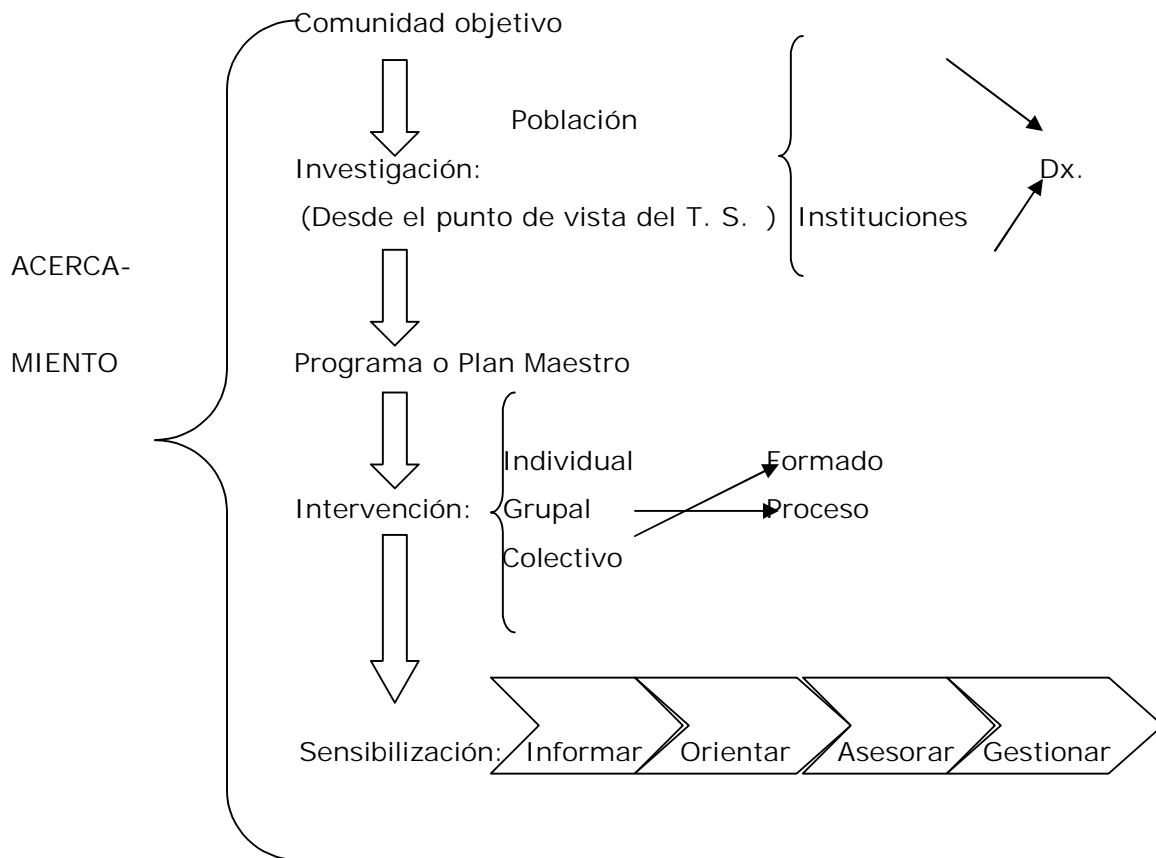 Comunidad objetivo
Población
Investigación:
Dx.
(Desde el punto de vista del T. S. )
Instituciones
ACERCA-
MIENTO
Programa o Plan Maestro
Individual
Formado
Intervención:
Grupal
Proceso
Colectivo
Sensibilización:
Informar
Orientar
Asesorar
Gestionar